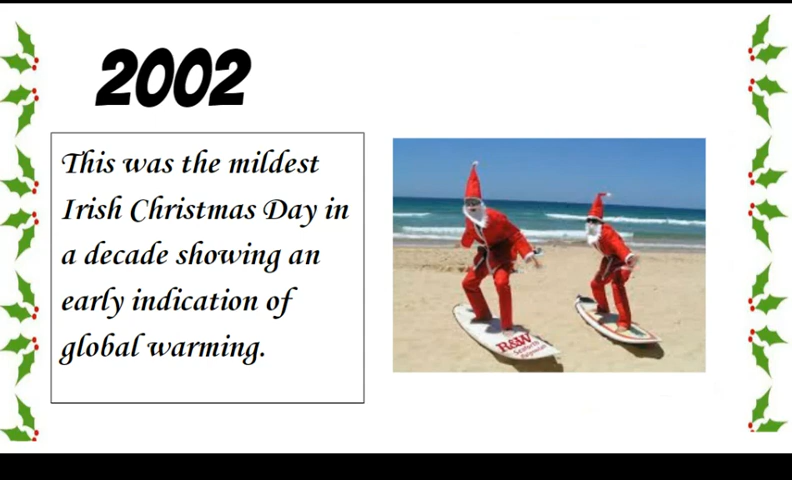 2002
This was the mildest
Irish Christmas Day in
a decade showing an
early indication of
global warming.
R&W